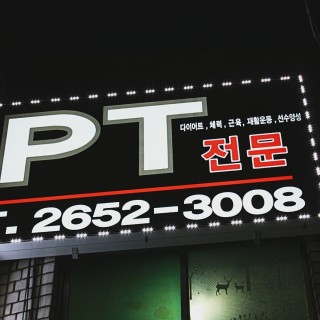 PT
다이어트, 체력, 근육, 재활운동, 선수양성
전문
T. 2652-3008